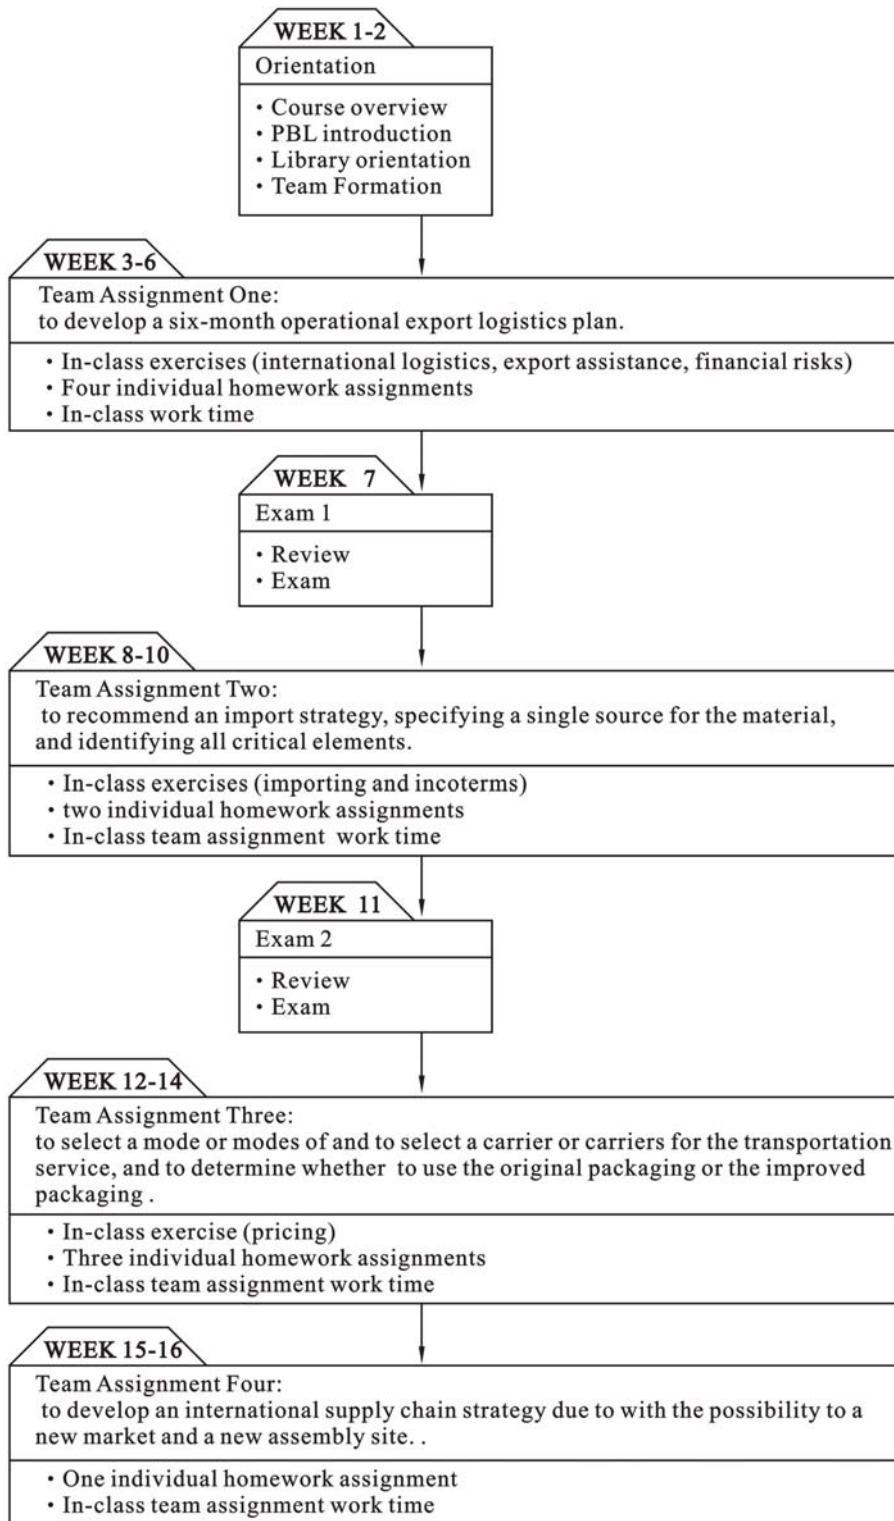 WEEK 1-2
Orientation
· Course overview
· PBL introduction
· Library orientation
· Team Formation
WEEK 3-6
Team Assignment One:
to develop a six-month operational export logistics plan.
· In-class exercises (international logistics, export assistance, financial risks)
· Four individual homework assignments
· In-class work time
WEEK 7
Exam 1
· Review
· Exam
WEEK 8-10
Team Assignment Two:
to recommend an import strategy, specifying a single source for the material,
and identifying all critical elements.
· In-class exercises (importing and incoterms)
· two individual homework assignments
· In-class team assignment work time
WEEK 11
Exam 2
· Review
· Exam
WEEK 12-14
Team Assignment Three:
to select a mode or modes of and to select a carrier or carriers for the transportation
service, and to determine whether to use the original packaging or the improved
packaging .
· In-class exercise (pricing)
· Three individual homework assignments
· In-class team assignment work time
WEEK 15-16
Team Assignment Four:
to develop an international supply chain strategy due to with the possibility to a
new market and a new assembly site. .
· One individual homework assignment
· In-class team assignment work time